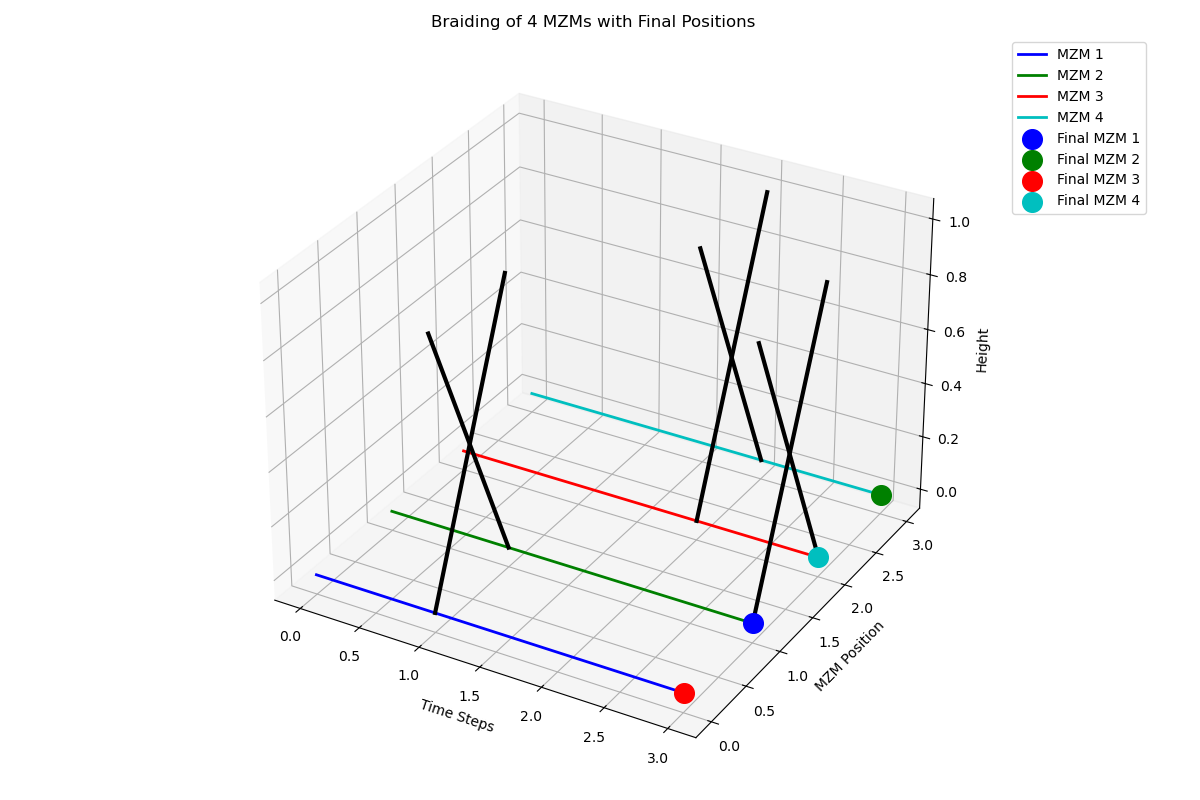 Braiding of 4 MZMs with Final Positions
MZM 1
MZM 2
MZM 3
MZM 4
Final MZM 1
Final MZM 2
Final MZM 3
Final MZM 4
1.0
0.8
0.6
0.4
0.2
0.0
Height
0.0
0.5
1.0
1.5
2.0
2.5
3.0
Time Steps
0.0
0.5
1.0
1.5
2.0
2.5
3.0
MZM Position